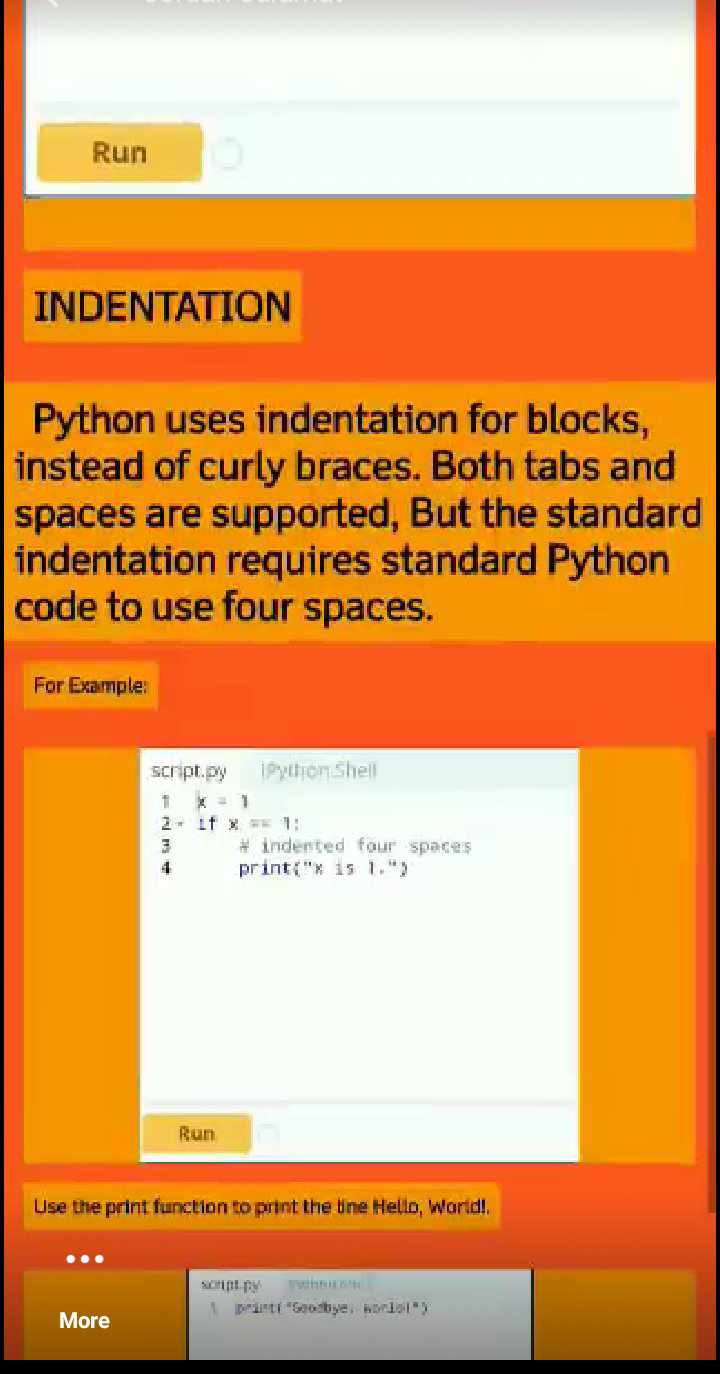 Run
INDENTATION
Python uses indentation for blocks,
instead of curly braces. Both tabs and
spaces are supported, But the standard
indentation requires standard Python
code to use four spaces.
For Example:
script.py IPython Shell
1 x = 1
2 - if x == 1:
3 # indented four spaces
4 print("x is 1.")
Run
Use the print function to print the line Hello, World!.
More
script.py
1 print("Goodbye, World!")